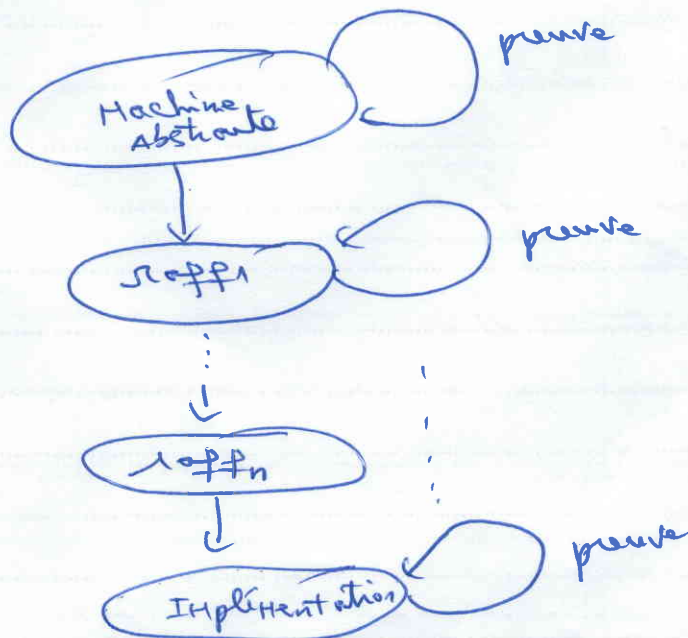 Machine
Abstraite
preuve
raff1
preuve
raffn
Implémentation
preuve